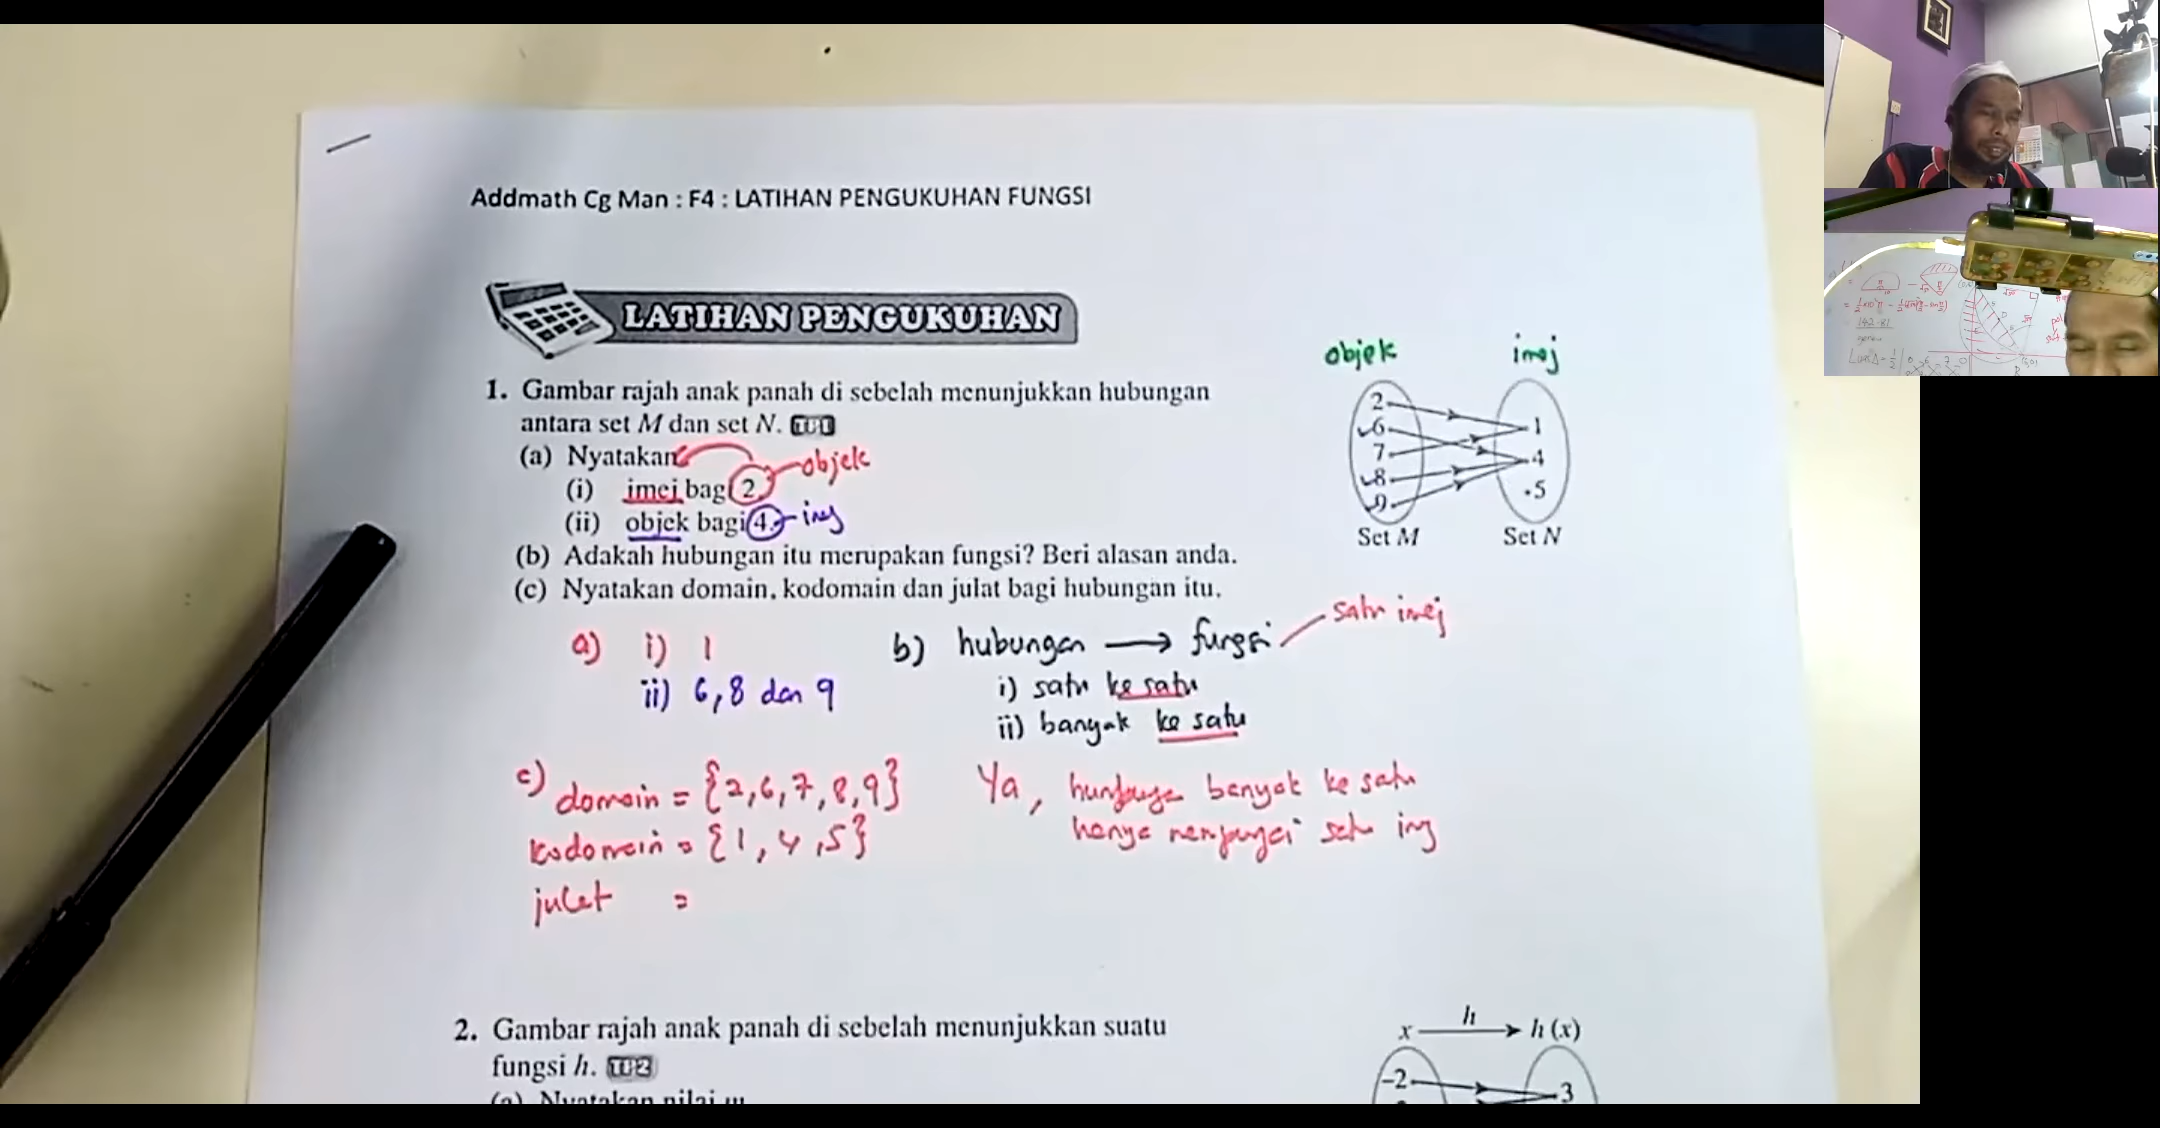 Addmath Cg Man : F4 : LATIHAN PENGUKUHAN FUNGSI
LATIHAN PENGUKUHAN
1. Gambar rajah anak panah di sebelah menunjukkan hubungan
antara set M dan set N. TP1
(a) Nyatakan
objek
(i) imej bagi 2.
(ii) objek bagi 4.
imej
(b) Adakah hubungan itu merupakan fungsi? Beri alasan anda.
(c) Nyatakan domain, kodomain dan julat bagi hubungan itu.
objek imej
2
6
7
8
9
1
4
5
Set M Set N
a) i) 1
ii) 6, 8 dan 9
b) hubungan → fungsi
satu imej
i) satu ke satu
ii) banyak ke satu
c) domain = {2, 6, 7, 8, 9}
kodomain = {1, 4, 5}
julat =
Ya, banyak ke satu
hanya mempunyai satu imej
2. Gambar rajah anak panah di sebelah menunjukkan suatu
fungsi h. TP2
(a) Nyatakan nilai m
x h h(x)
-2
3